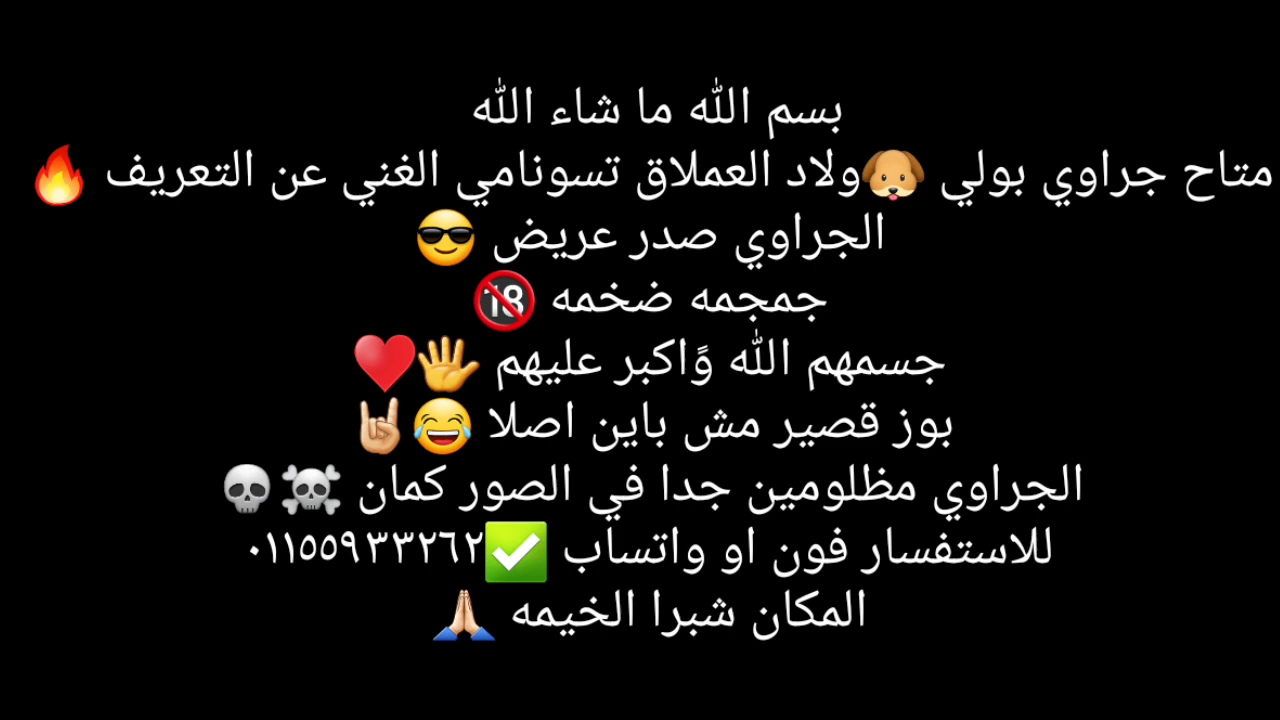 بسم الله ما شاء الله
متاح جراوي بولي 🐶ولاد العملاق تسونامي الغني عن التعريف 🔥
الجراوي صدر عريض 😎
جمجمه ضخمه 🔞
جسمهم الله وًاكبر عليهم 🖐️♥️
بوز قصير مش باين اصلا 😂🤘🏼
الجراوي مظلومين جدا في الصور كمان ☠️💀
للاستفسار فون او واتساب ✅٠١١٥٥٩٣٣٢٦٢
المكان شبرا الخيمه 🙏🏻